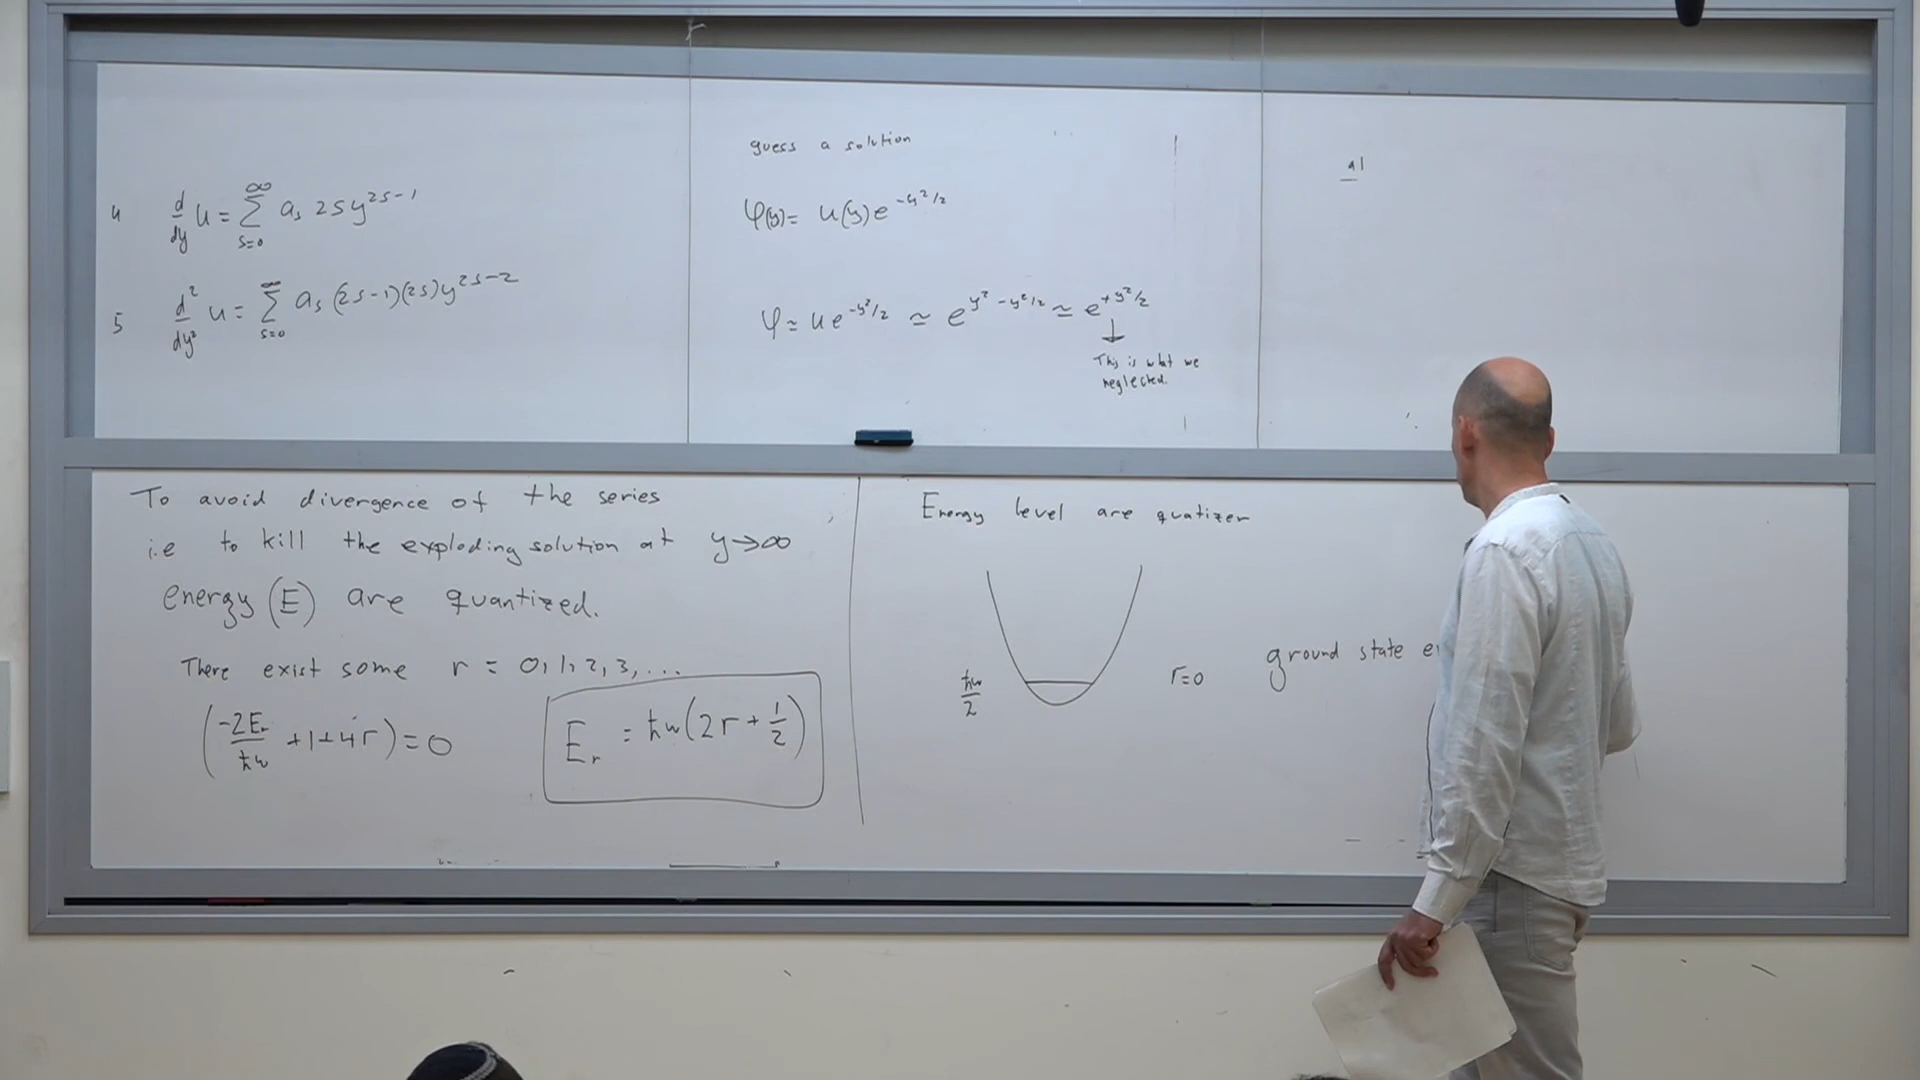 4 d/dy u = ∑_{s=0}^{∞} a_s 2s y^{2s-1}
5 d²/dy² u = ∑_{s=0}^{∞} a_s (2s-1)(2s) y^{2s-2}
guess a solution
φ(y) = u(y) e^{-y²/2}
φ ≃ u e^{-y²/2} ≃ e^{y² - y²/2} ≃ e^{+y²/2}
↓
This is what we
neglected.
a1
To avoid divergence of the series
i.e to kill the exploding solution at y→∞
energy (E) are quantized.
There exist some r = 0, 1, 2, 3, ...
(-2E_r/ħω + 1 + 4r) = 0
E_r = ħω(2r + 1/2)
Energy level are quatizer
ħω/2
r=0
ground state